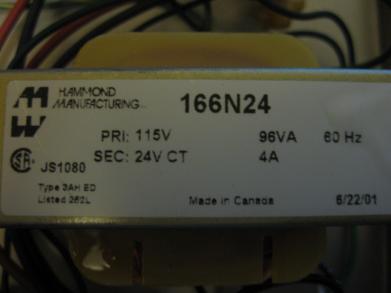 HAMMOND
MANUFACTURING
166N24
PRI: 115V 96VA 60 Hz
SEC: 24V CT 4A
JS1080
Type 3AH ED
Listed 262L
Made in Canada
6/22/01